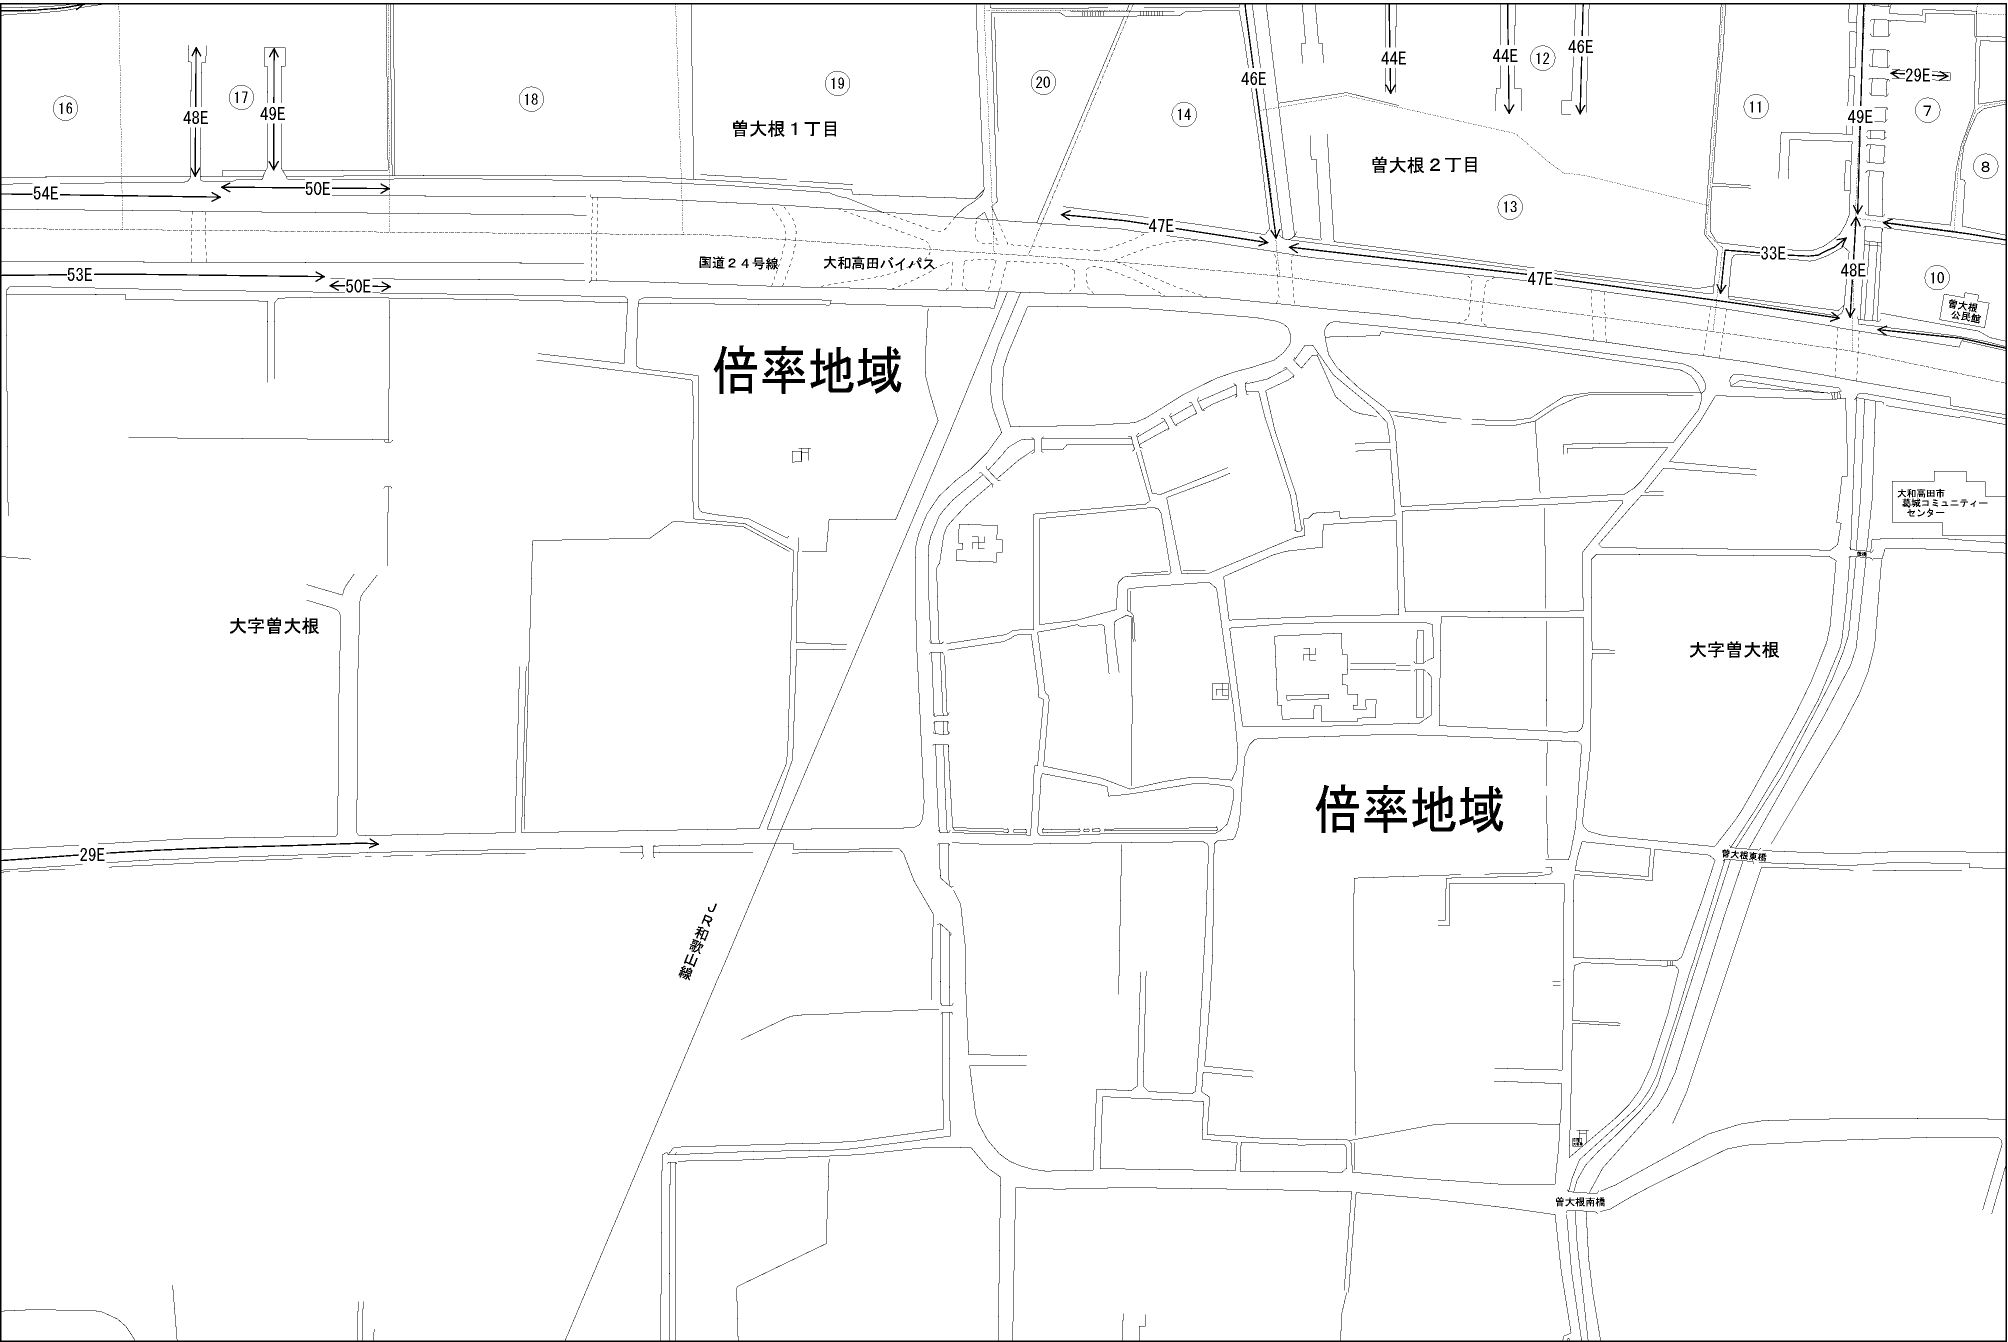 44E
44E
46E
46E
⑫
29E
⑯
48E
⑰
49E
⑱
⑲
⑳
⑭
⑪
49E
⑦
曽大根１丁目
曽大根２丁目
⑧
54E
50E
⑬
47E
33E
48E
53E
50E
国道２４号線
大和高田バイパス
47E
⑩
曽大根
公民館
倍率地域
大和高田市
葛城コミュニティー
センター
大字曽大根
大字曽大根
倍率地域
29E
曽大根東橋
ＪＲ和歌山線
曽大根南橋